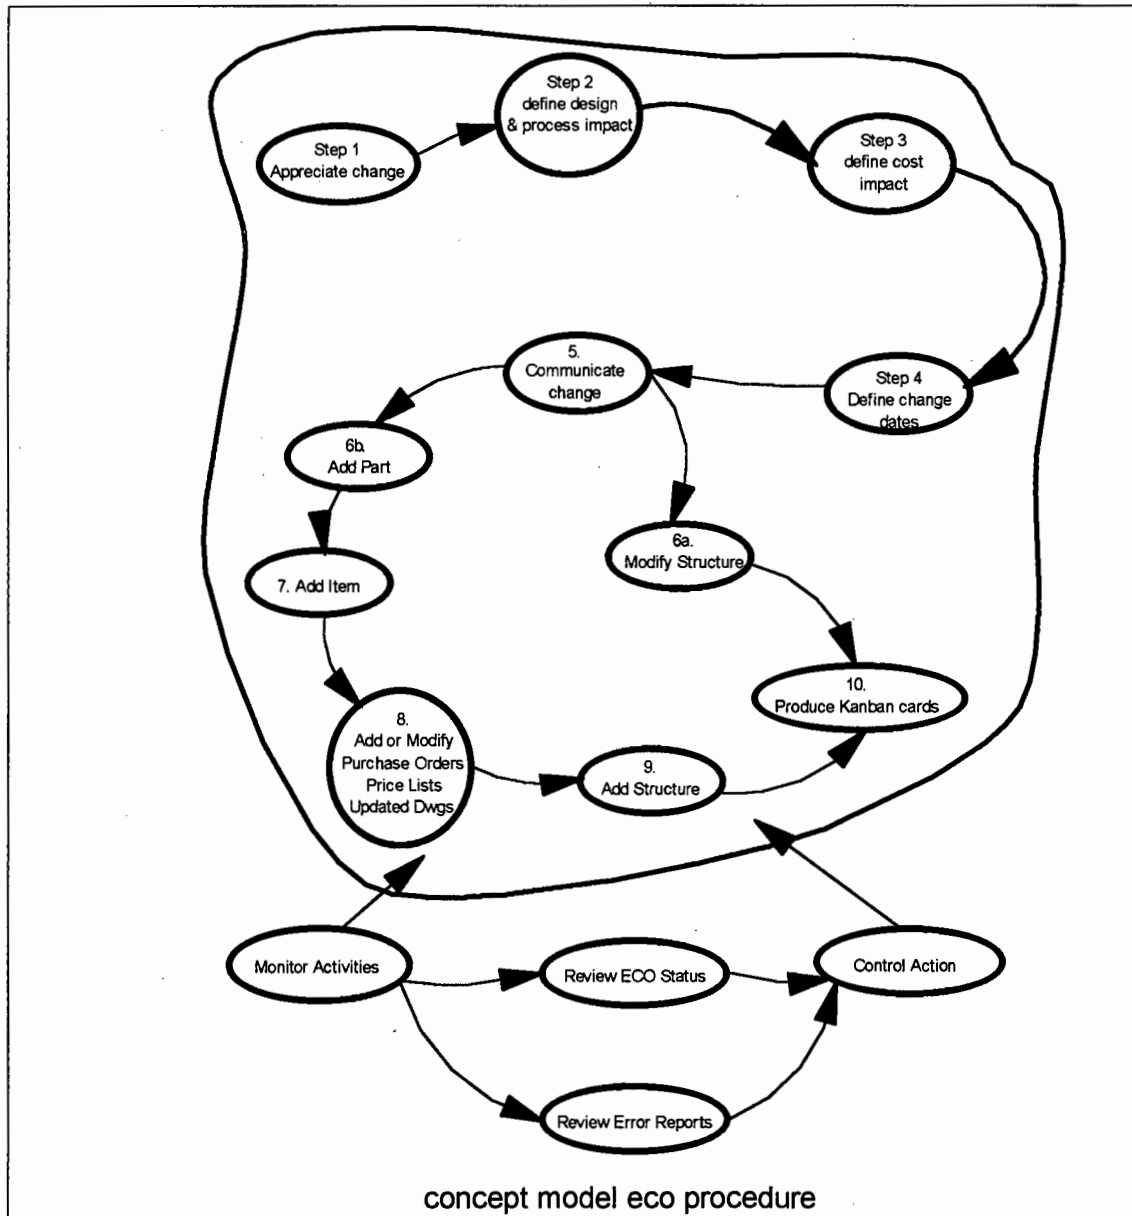 Step 1
Appreciate change
Step 2
define design
& process impact
Step 3
define cost
impact
Step 4
Define change
dates
5.
Communicate
change
6b.
Add Part
6a.
Modify Structure
7. Add Item
8.
Add or Modify
Purchase Orders
Price Lists
Updated Dwgs
9.
Add Structure
10.
Produce Kanban cards
Monitor Activities
Review ECO Status
Control Action
Review Error Reports
concept model eco procedure